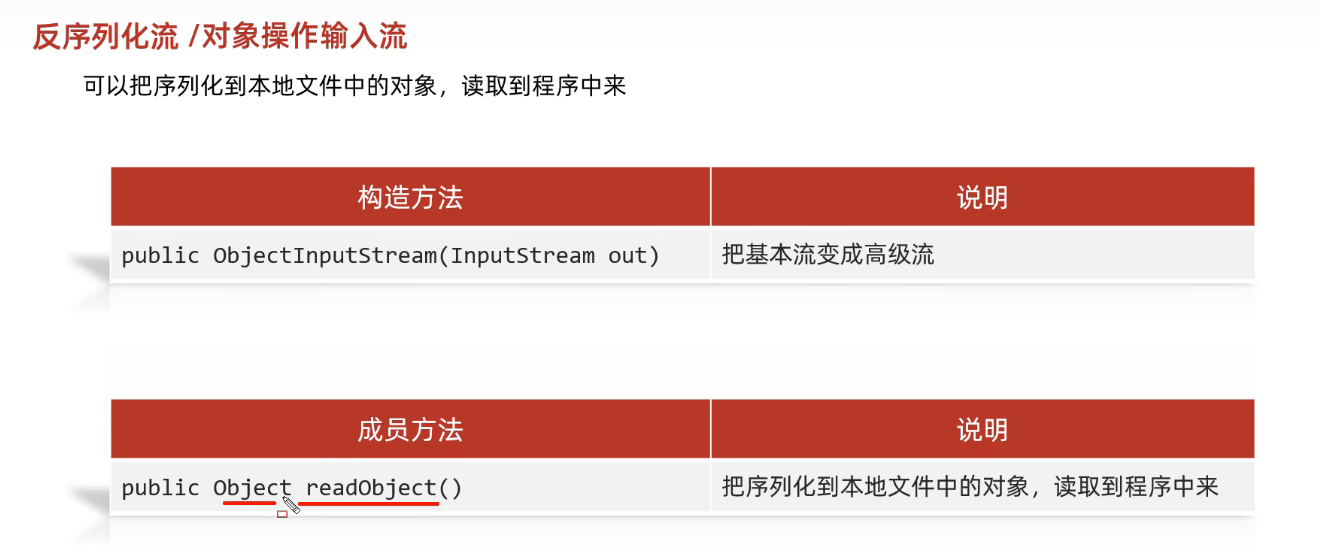 反序列化流 /对象操作输入流
可以把序列化到本地文件中的对象，读取到程序中来
构造方法 说明
public ObjectInputStream(InputStream out) 把基本流变成高级流
成员方法 说明
public Object readObject() 把序列化到本地文件中的对象，读取到程序中来